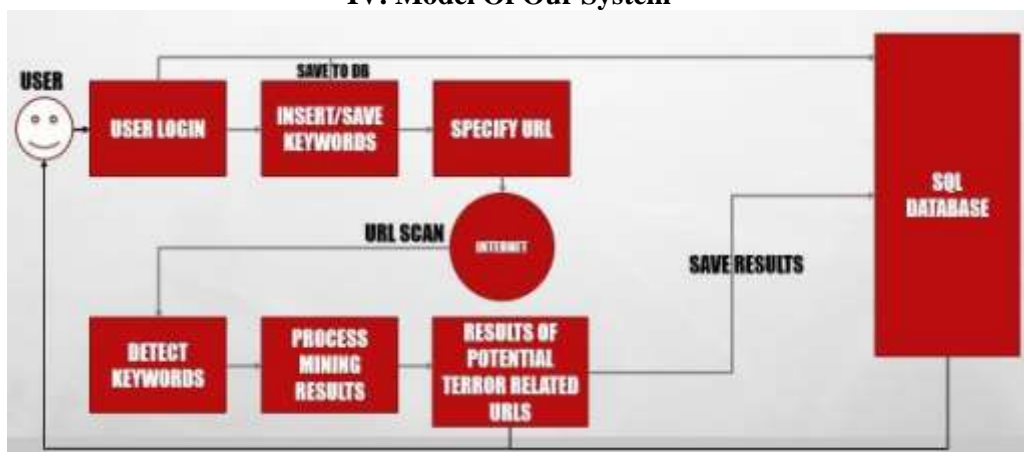 IV. Model Of Our System
USER
SAVE TO DB
USER LOGIN
INSERT/SAVE
KEYWORDS
SPECIFY URL
SQL
DATABASE
URL SCAN
INTERNET
SAVE RESULTS
DETECT
KEYWORDS
PROCESS
MINING
RESULTS
RESULTS OF
POTENTIAL
TERROR RELATED
URLS